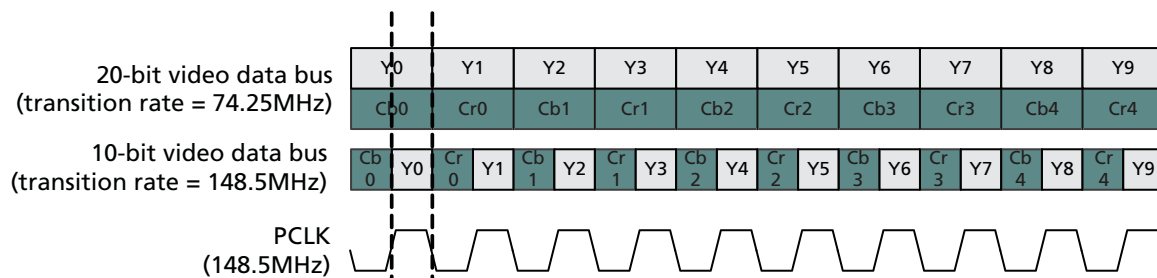 20-bit video data bus
(transition rate = 74.25MHz)
Y0 Y1 Y2 Y3 Y4 Y5 Y6 Y7 Y8 Y9
Cb0 Cr0 Cb1 Cr1 Cb2 Cr2 Cb3 Cr3 Cb4 Cr4
10-bit video data bus
(transition rate = 148.5MHz)
Cb 0 Y0 Cr 0 Y1 Cb 1 Y2 Cr 1 Y3 Cb 2 Y4 Cr 2 Y5 Cb 3 Y6 Cr 3 Y7 Cb 4 Y8 Cr 4 Y9
PCLK
(148.5MHz)